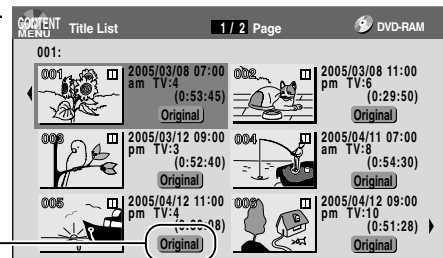 CONTENT MENU Title List 1 / 2 Page DVD-RAM
001:
001 2005/03/08 07:00
am TV:4
(0:53:45)
Original
002 2005/03/08 11:00
pm TV:6
(0:29:50)
Original
003 2005/03/12 09:00
pm TV:3
(0:52:40)
Original
004 2005/04/11 07:00
am TV:8
(0:54:30)
Original
005 2005/04/12 11:00
pm TV:4
Original
006 2005/04/12 09:00
pm TV:10
(0:51:28)
Original